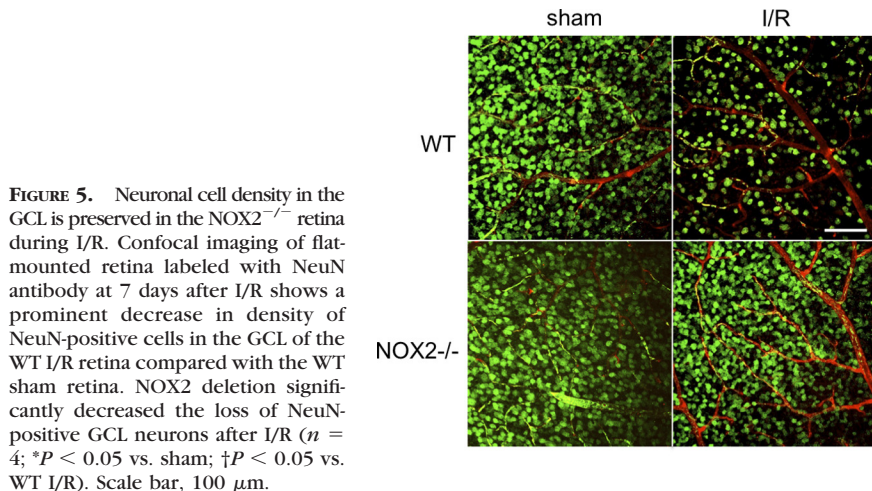 sham I/R
WT
NOX2-/-
FIGURE 5. Neuronal cell density in the
GCL is preserved in the NOX2−/− retina
during I/R. Confocal imaging of flat-
mounted retina labeled with NeuN
antibody at 7 days after I/R shows a
prominent decrease in density of
NeuN-positive cells in the GCL of the
WT I/R retina compared with the WT
sham retina. NOX2 deletion signifi-
cantly decreased the loss of NeuN-
positive GCL neurons after I/R (n =
4; *P < 0.05 vs. sham; †P < 0.05 vs.
WT I/R). Scale bar, 100 μm.